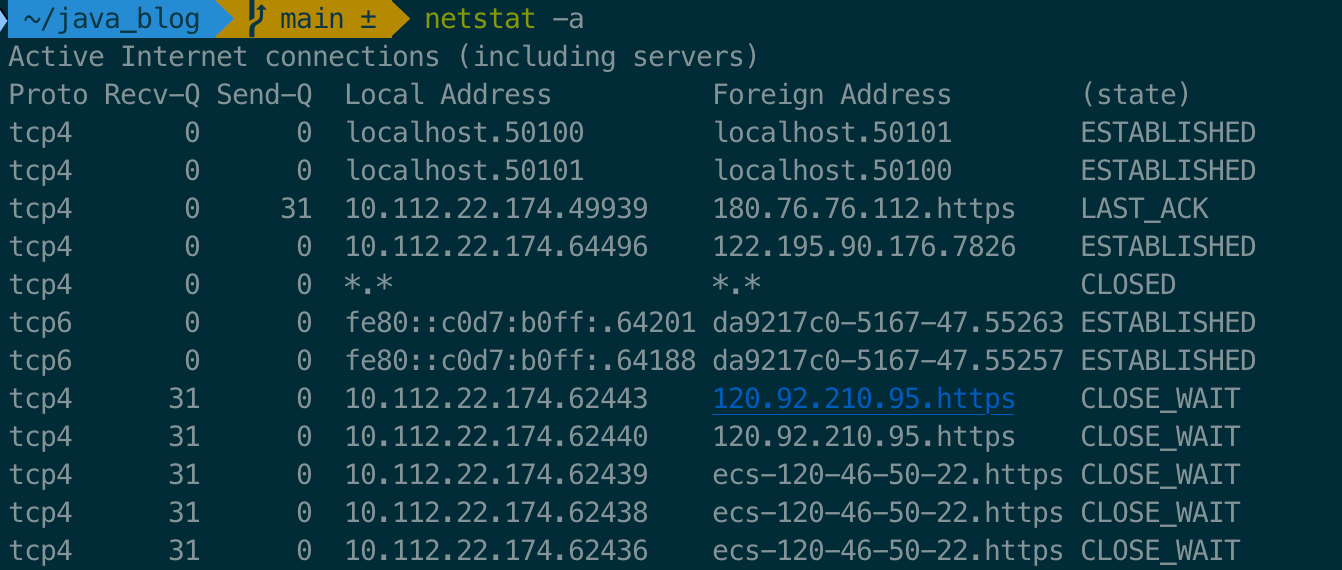 ~/java_blog main ± netstat -a
Active Internet connections (including servers)
Proto Recv-Q Send-Q Local Address Foreign Address (state)
tcp4 0 0 localhost.50100 localhost.50101 ESTABLISHED
tcp4 0 0 localhost.50101 localhost.50100 ESTABLISHED
tcp4 0 31 10.112.22.174.49939 180.76.76.112.https LAST_ACK
tcp4 0 0 10.112.22.174.64496 122.195.90.176.7826 ESTABLISHED
tcp4 0 0 *.* *.* CLOSED
tcp6 0 0 fe80::c0d7:b0ff:.64201 da9217c0-5167-47.55263 ESTABLISHED
tcp6 0 0 fe80::c0d7:b0ff:.64188 da9217c0-5167-47.55257 ESTABLISHED
tcp4 31 0 10.112.22.174.62443 120.92.210.95.https CLOSE_WAIT
tcp4 31 0 10.112.22.174.62440 120.92.210.95.https CLOSE_WAIT
tcp4 31 0 10.112.22.174.62439 ecs-120-46-50-22.https CLOSE_WAIT
tcp4 31 0 10.112.22.174.62438 ecs-120-46-50-22.https CLOSE_WAIT
tcp4 31 0 10.112.22.174.62436 ecs-120-46-50-22.https CLOSE_WAIT